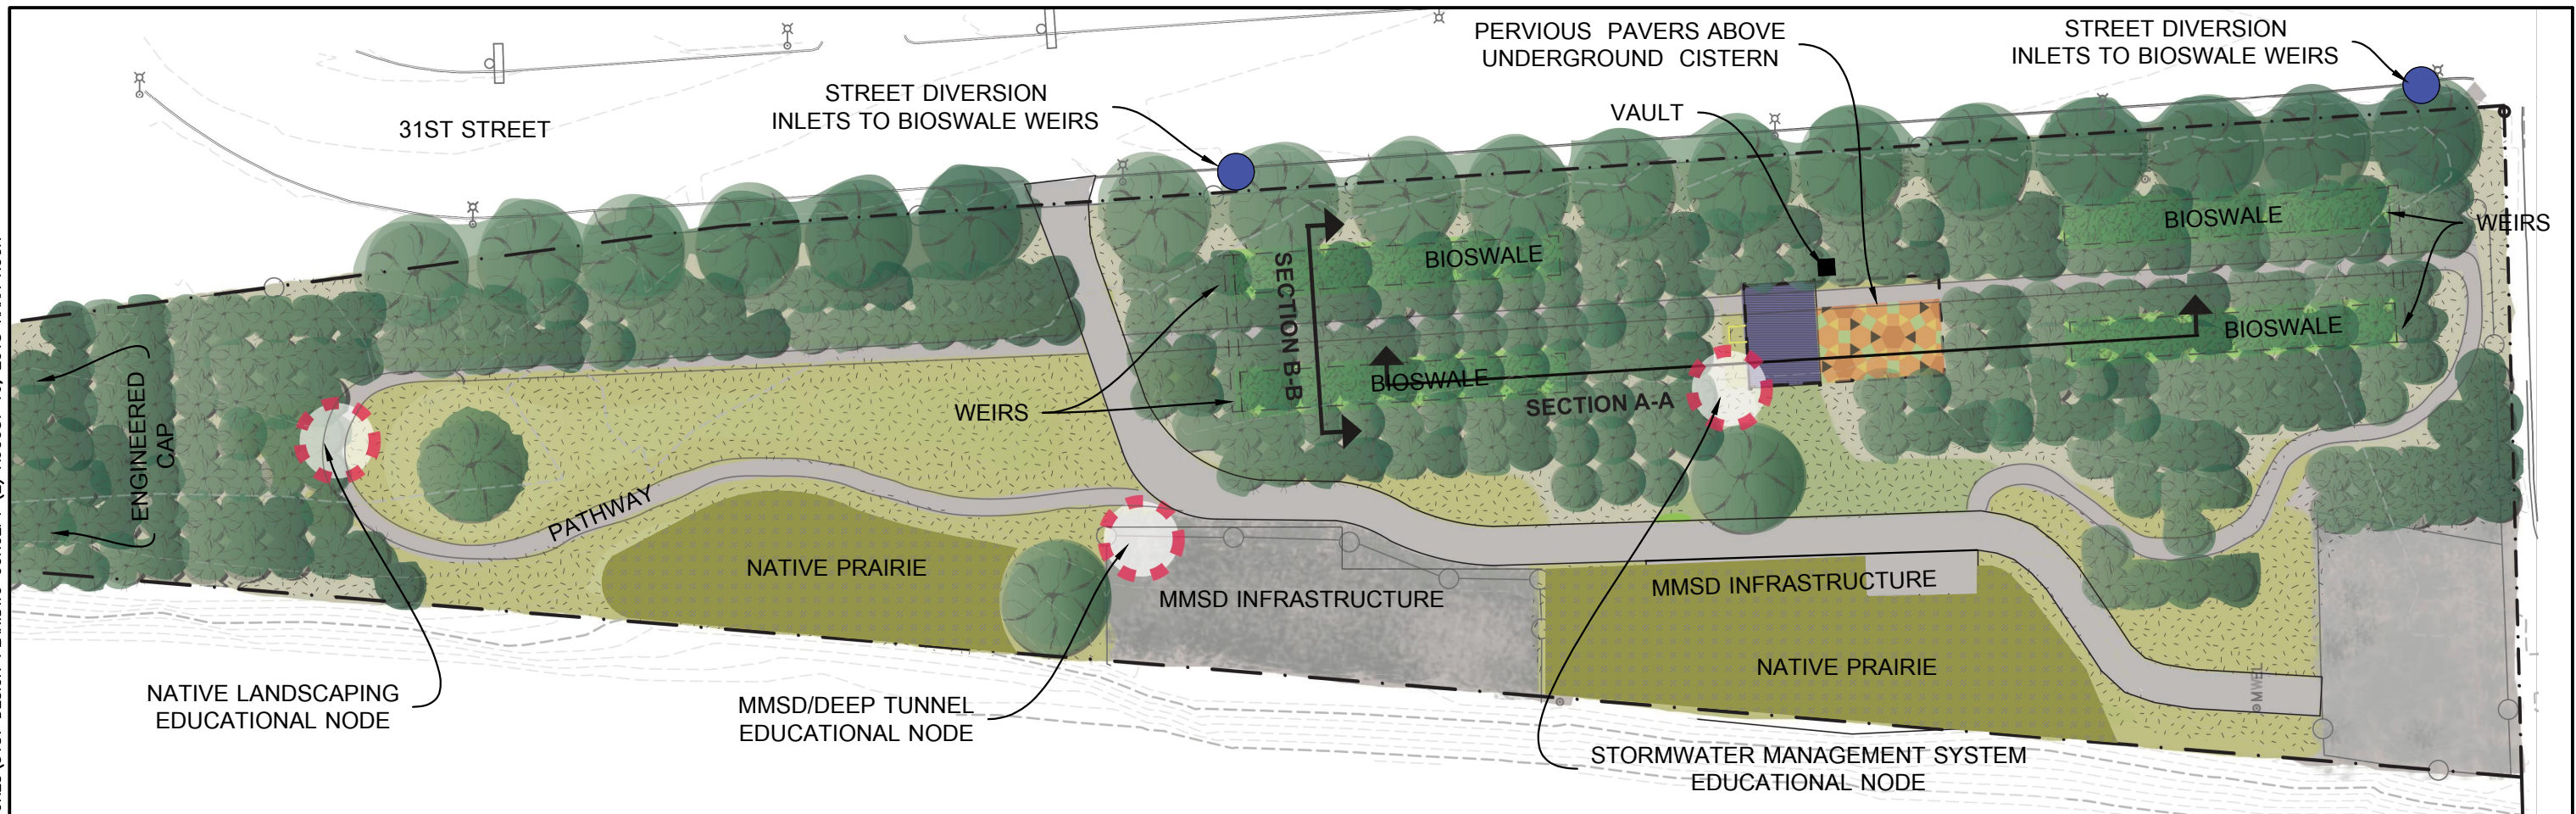 PERVIOUS PAVERS ABOVE
UNDERGROUND CISTERN
STREET DIVERSION
INLETS TO BIOSWALE WEIRS
STREET DIVERSION
INLETS TO BIOSWALE WEIRS
VAULT
31ST STREET
BIOSWALE
WEIRS
BIOSWALE
SECTION B-B
BIOSWALE
BIOSWALE
SECTION A-A
WEIRS
ENGINEERED
CAP
PATHWAY
NATIVE PRAIRIE
MMSD INFRASTRUCTURE
MMSD INFRASTRUCTURE
NATIVE PRAIRIE
MWEL
NATIVE LANDSCAPING
EDUCATIONAL NODE
MMSD/DEEP TUNNEL
EDUCATIONAL NODE
STORMWATER MANAGEMENT SYSTEM
EDUCATIONAL NODE